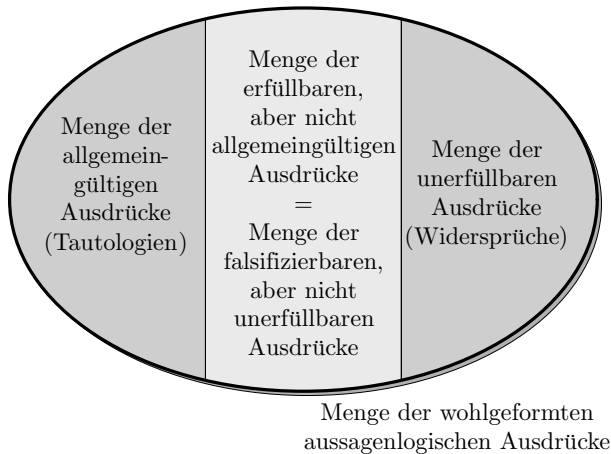 Menge der
allgemein-
gültigen
Ausdrücke
(Tautologien)
Menge der
erfüllbaren,
aber nicht
allgemeingültigen
Ausdrücke
=
Menge der
falsifizierbaren,
aber nicht
unerfüllbaren
Ausdrücke
Menge der
unerfüllbaren
Ausdrücke
(Widersprüche)
Menge der wohlgeformten
aussagenlogischen Ausdrücke